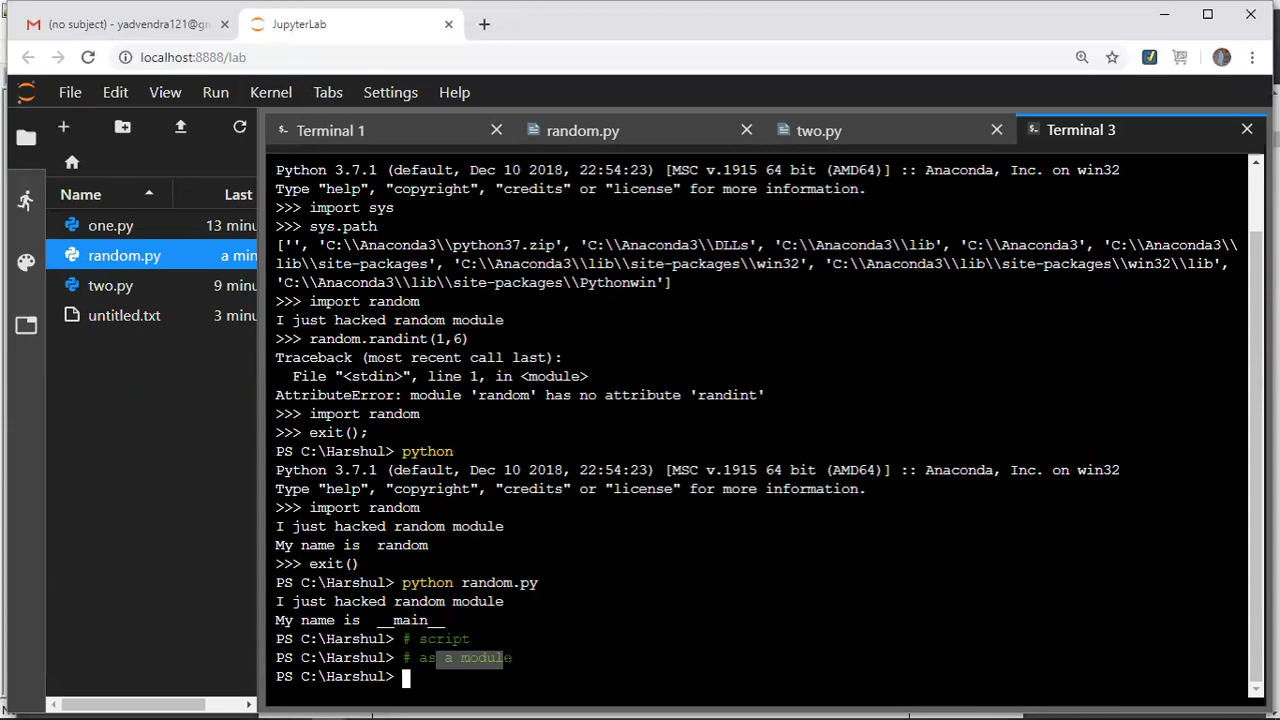 (no subject) - yadvendra121@gr
JupyterLab
localhost:8888/lab
File Edit View Run Kernel Tabs Settings Help
Terminal 1
random.py
two.py
Terminal 3
Name
Last
one.py 13 minu
random.py a min
two.py 9 minu
untitled.txt 3 minu
Python 3.7.1 (default, Dec 10 2018, 22:54:23) [MSC v.1915 64 bit (AMD64)] :: Anaconda, Inc. on win32
Type "help", "copyright", "credits" or "license" for more information.
>>> import sys
>>> sys.path
['', 'C:\\Anaconda3\\python37.zip', 'C:\\Anaconda3\\DLLs', 'C:\\Anaconda3\\lib', 'C:\\Anaconda3', 'C:\\Anaconda3\\
lib\\site-packages', 'C:\\Anaconda3\\lib\\site-packages\\win32', 'C:\\Anaconda3\\lib\\site-packages\\win32\\lib',
'C:\\Anaconda3\\lib\\site-packages\\Pythonwin']
>>> import random
I just hacked random module
>>> random.randint(1,6)
Traceback (most recent call last):
  File "<stdin>", line 1, in <module>
AttributeError: module 'random' has no attribute 'randint'
>>> import random
>>> exit();
PS C:\Harshul> python
Python 3.7.1 (default, Dec 10 2018, 22:54:23) [MSC v.1915 64 bit (AMD64)] :: Anaconda, Inc. on win32
Type "help", "copyright", "credits" or "license" for more information.
>>> import random
I just hacked random module
My name is  random
>>> exit()
PS C:\Harshul> python random.py
I just hacked random module
My name is  __main__
PS C:\Harshul> # script
PS C:\Harshul> # as a module
PS C:\Harshul>